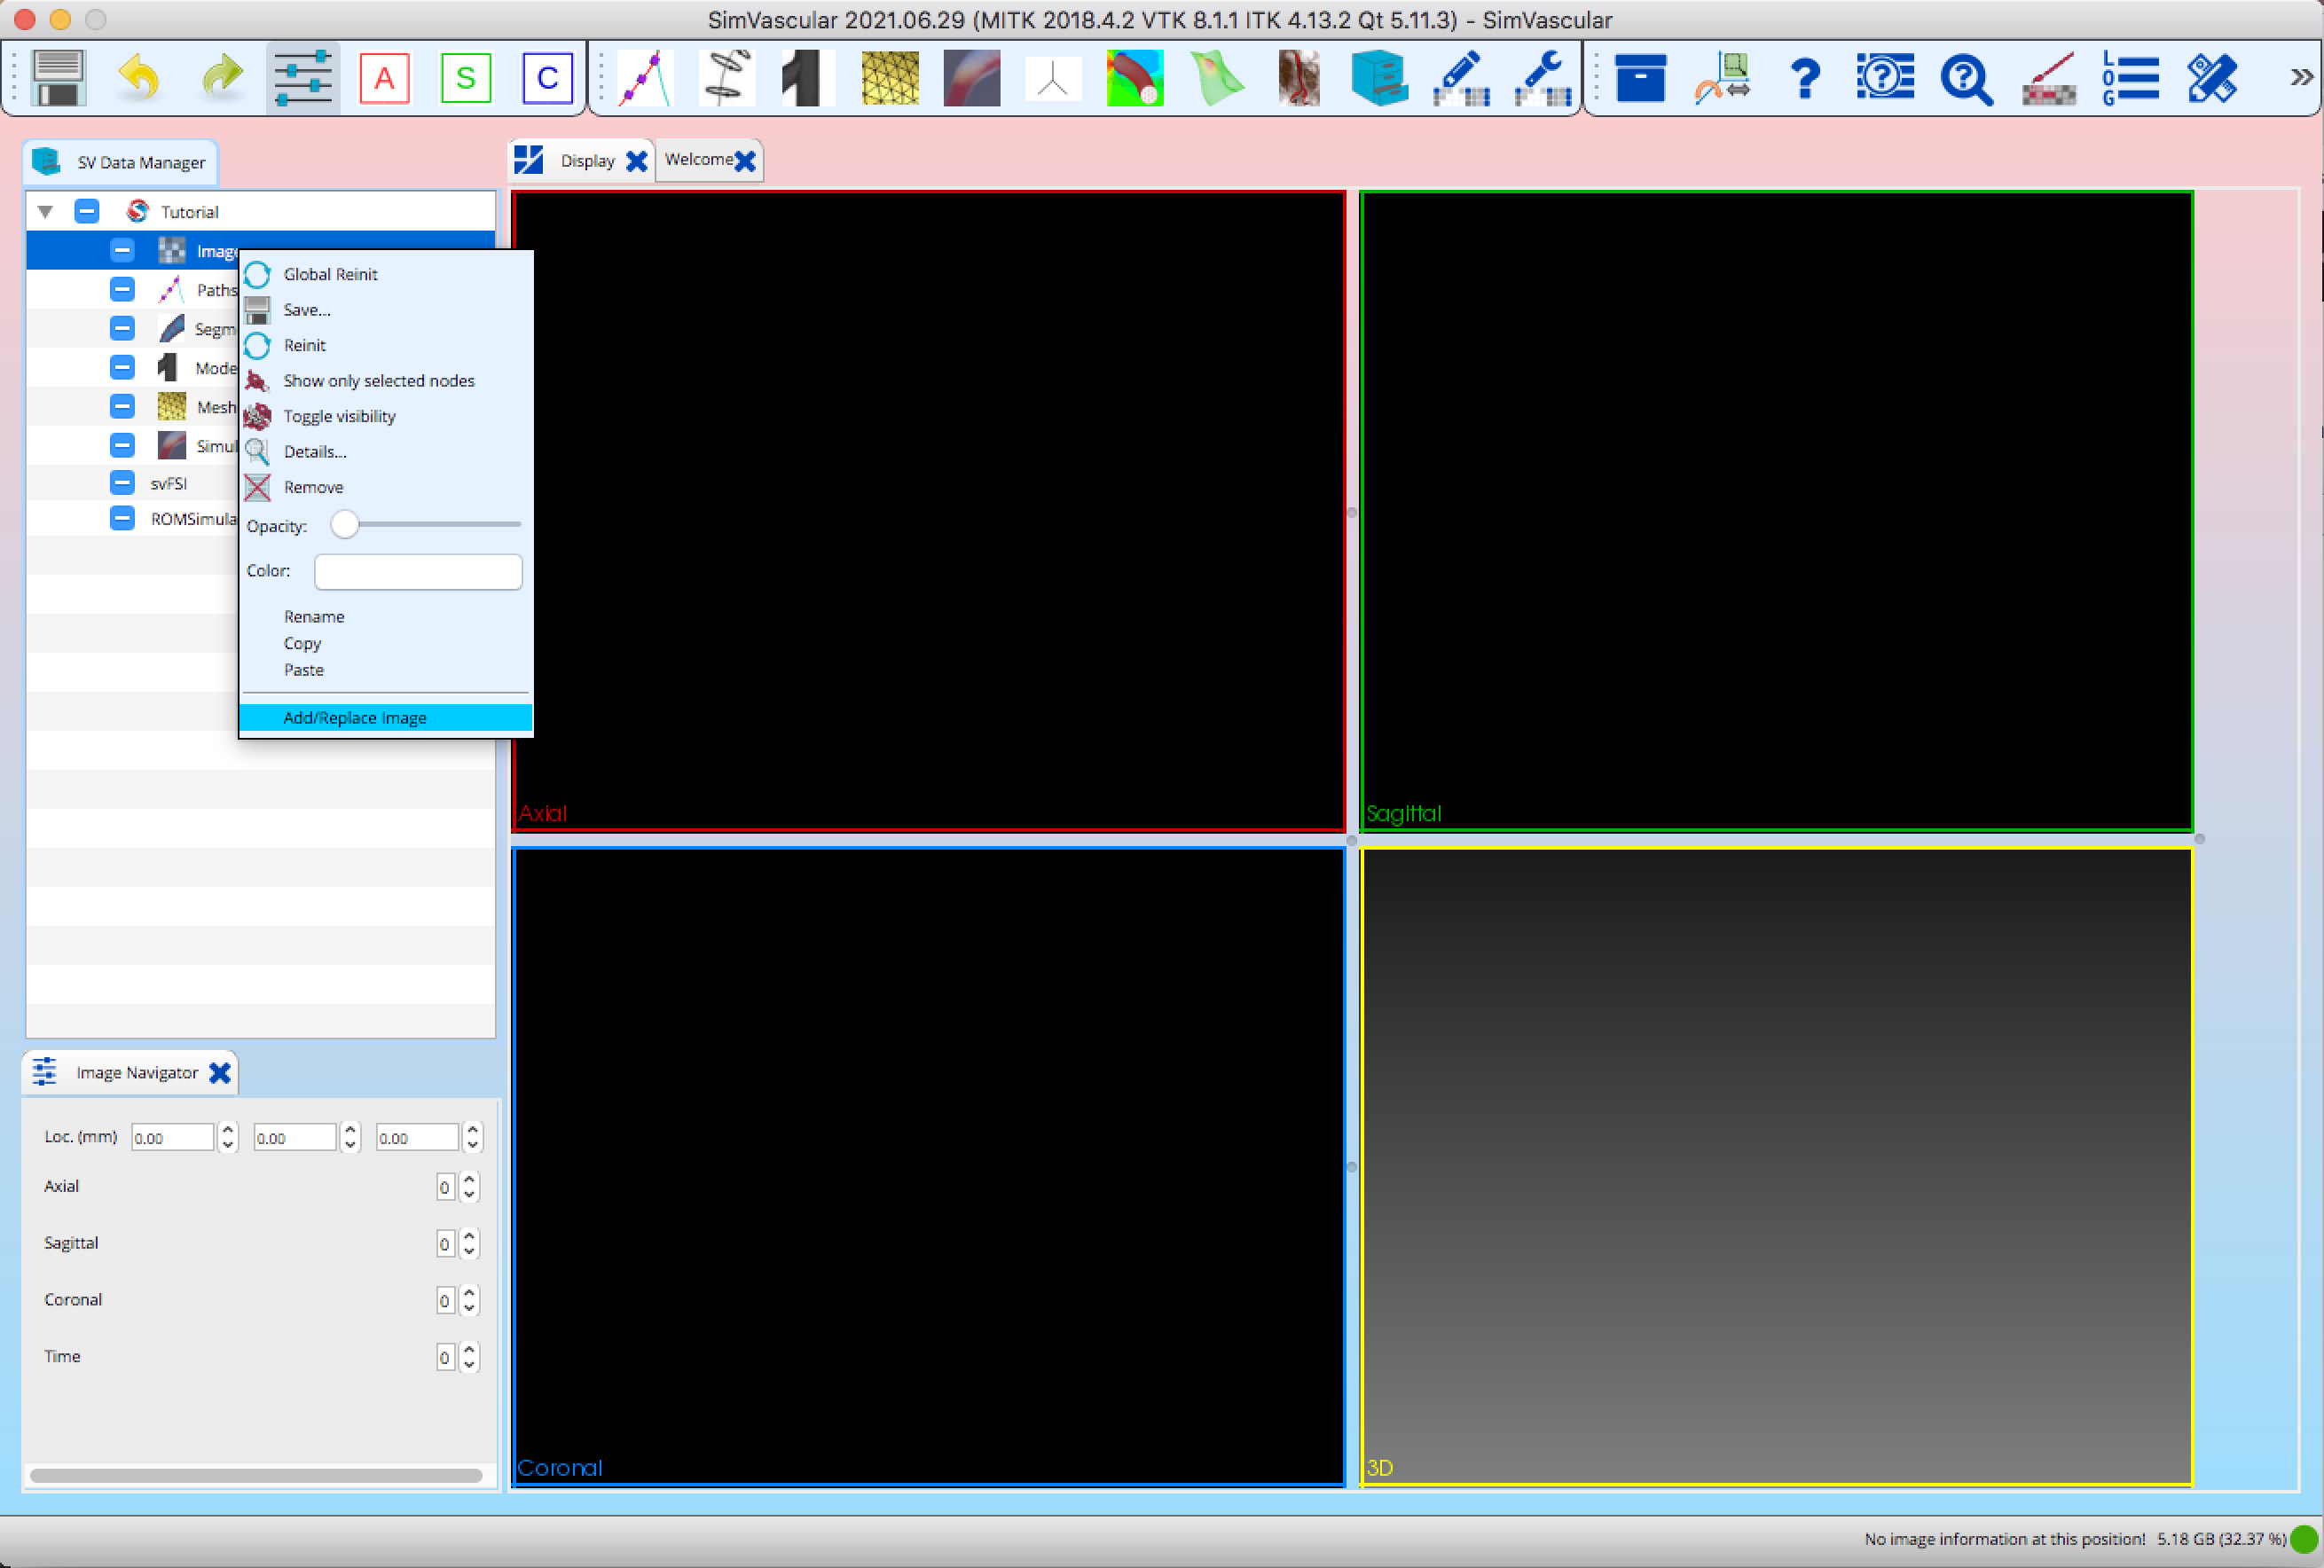 SimVascular 2021.06.29 (MITK 2018.4.2 VTK 8.1.1 ITK 4.13.2 Qt 5.11.3) - SimVascular
A S C ? ? ? LOG »
SV Data Manager
Display Welcome
Tutorial
Image
Paths
Segm
Mode
Mesh
Simul
svFSI
ROMSimula
Global Reinit
Save...
Reinit
Show only selected nodes
Toggle visibility
Details...
Remove
Opacity:
Color:
Rename
Copy
Paste
Add/Replace Image
Axial
Sagittal
Coronal
3D
Image Navigator
Loc. (mm) 0.00 0.00 0.00
Axial 0
Sagittal 0
Coronal 0
Time 0
No image information at this position! 5.18 GB (32.37 %)